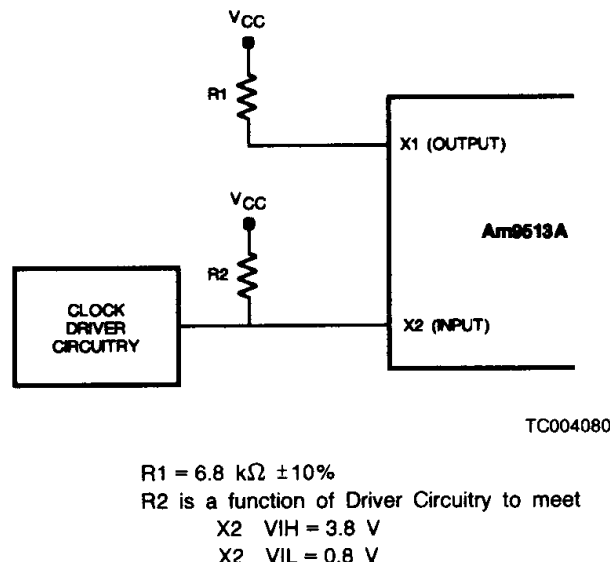 VCC
R1
X1 (OUTPUT)
Am9513A
VCC
R2
CLOCK
DRIVER
CIRCUITRY
X2 (INPUT)
TC004080
R1 = 6.8 kΩ ±10%
R2 is a function of Driver Circuitry to meet
X2 VIH = 3.8 V
X2 VIL = 0.8 V